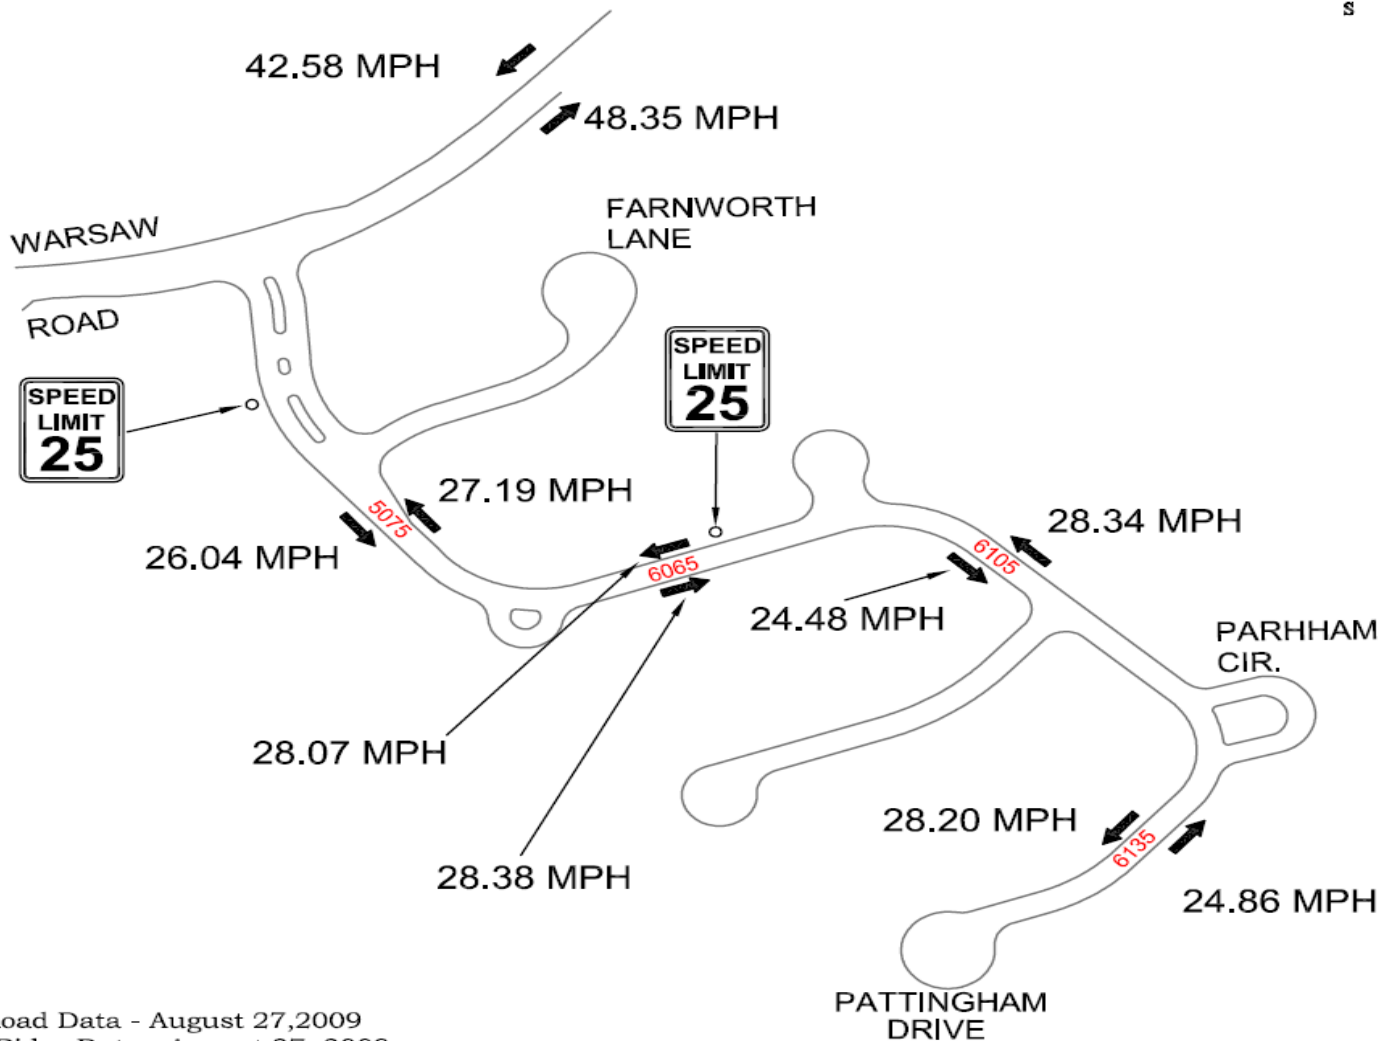 S
42.58 MPH
48.35 MPH
FARNWORTH
LANE
WARSAW
ROAD
SPEED
LIMIT
25
SPEED
LIMIT
25
27.19 MPH
5075
26.04 MPH
28.34 MPH
6105
6065
24.48 MPH
PARHHAM
CIR.
28.07 MPH
28.20 MPH
6135
28.38 MPH
24.86 MPH
PATTINGHAM
DRIVE
oad Data - August 27,2009